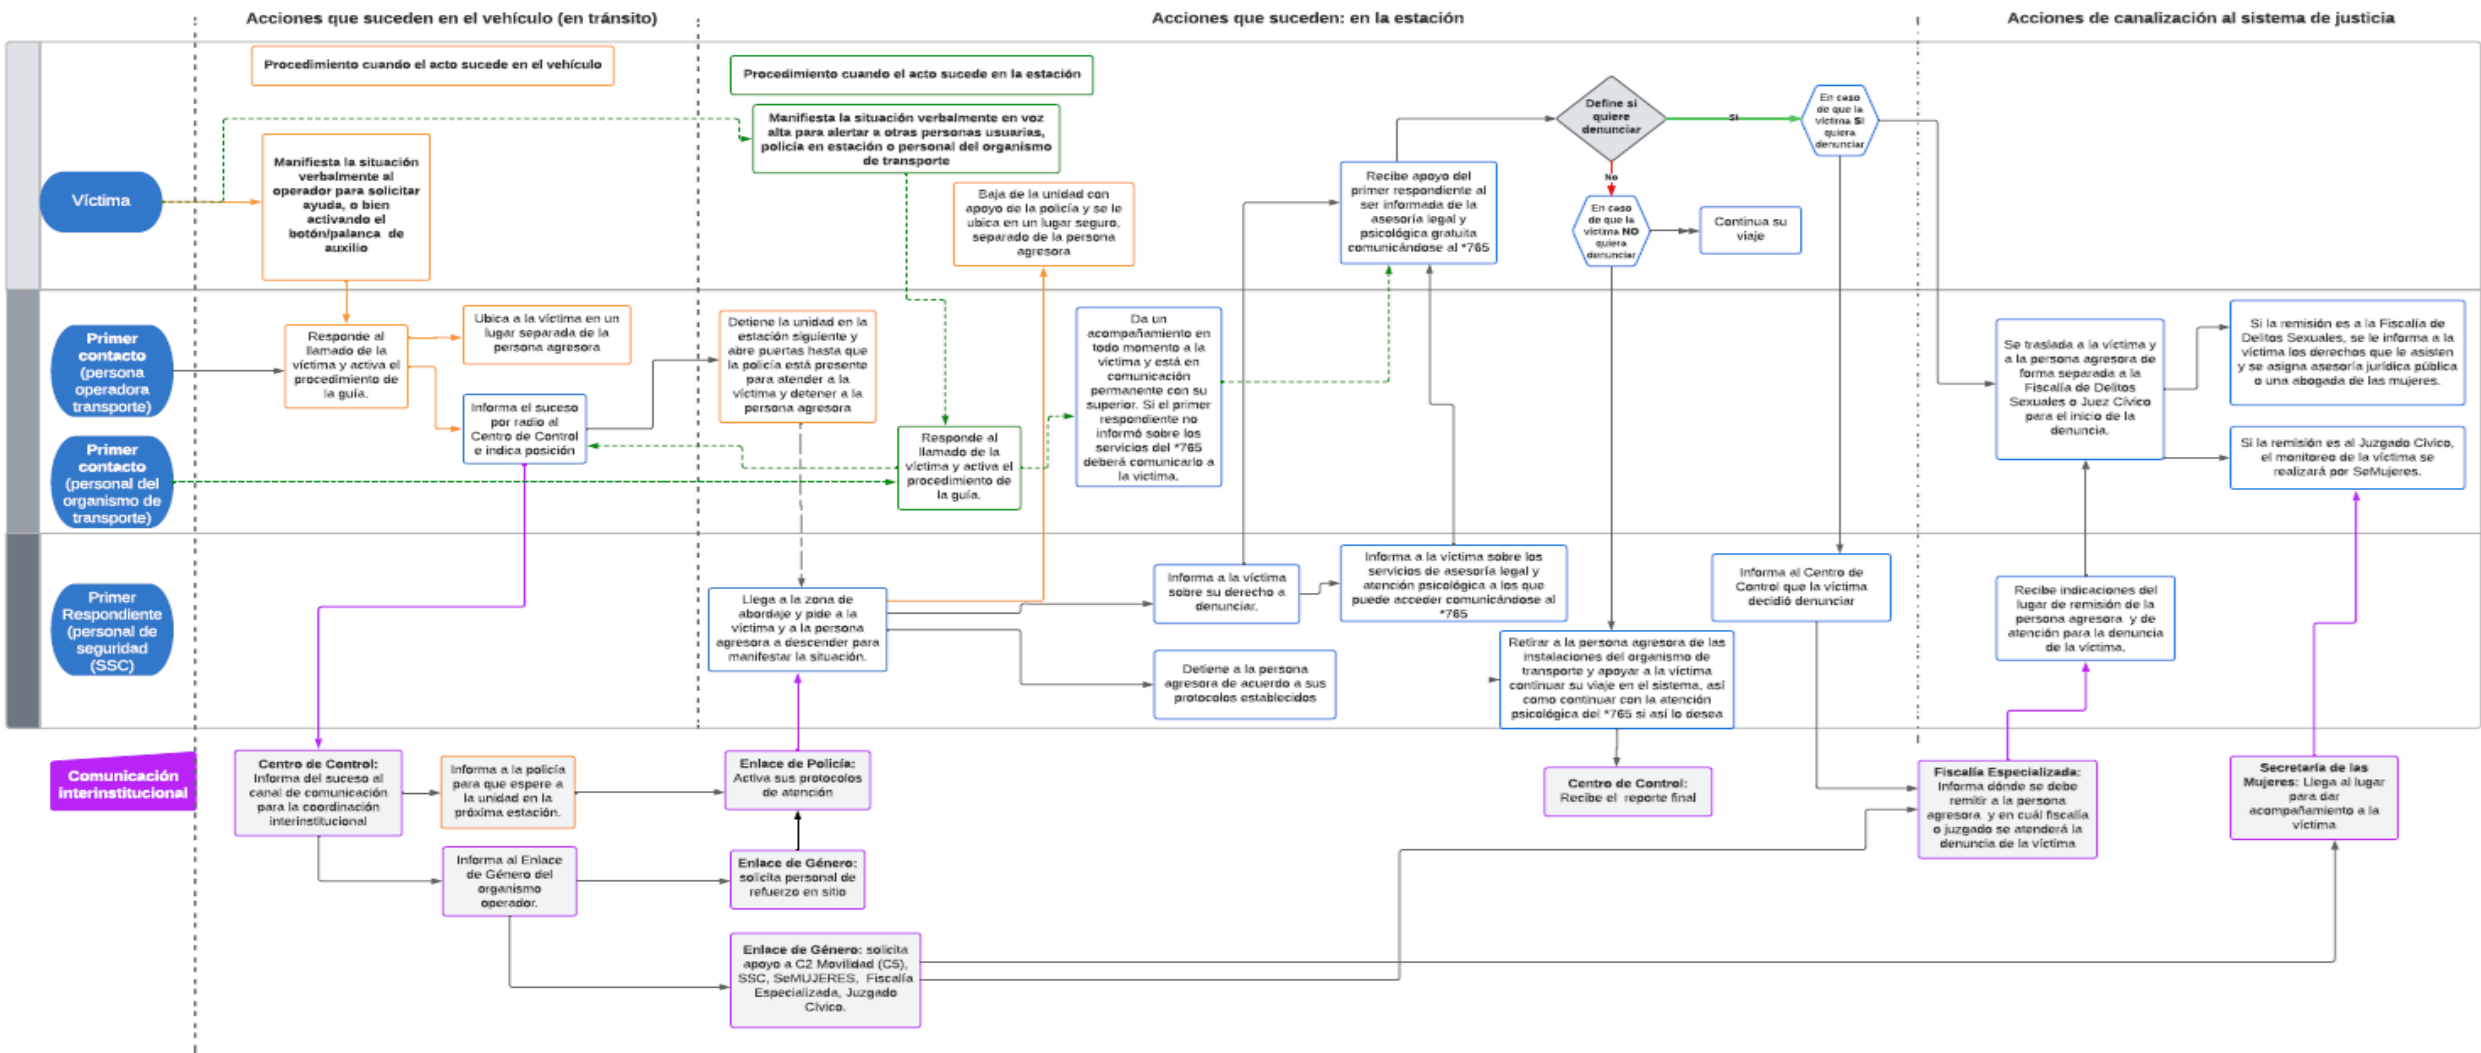 Acciones que suceden en el vehículo (en tránsito)
Acciones que suceden: en la estación
Acciones de canalización al sistema de justicia
Procedimiento cuando el acto sucede en el vehículo
Procedimiento cuando el acto sucede en la estación
Víctima
Manifiesta la situación
verbalmente al
operador para solicitar
ayuda, o bien
activando el
botón/palanca de
auxilio
Manifiesta la situación verbalmente en voz
alta para alertar a otras personas usuarias,
policía en estación o personal del organismo
de transporte
Baja de la unidad con
apoyo de la policía y se le
ubica en un lugar seguro,
separado de la persona
agresora
Recibe apoyo del
primer respondiente al
ser informada de la
asesoría legal y
psicológica gratuita
comunicándose al *765
Define si
quiere
denunciar
Si
No
En caso
de que la
víctima SI
quiera
denunciar
En caso
de que la
víctima NO
quiera
denunciar
Continua su
viaje
Primer
contacto
(persona
operadora
transporte)
Primer
contacto
(personal del
organismo de
transporte)
Responde al
llamado de la
víctima y activa el
procedimiento de
la guía.
Ubica a la víctima en un
lugar separada de la
persona agresora
Informa el suceso
por radio al
Centro de Control
e indica posición
Detiene la unidad en la
estación siguiente y
abre puertas hasta que
la policía está presente
para atender a la
víctima y detener a la
persona agresora
Responde al
llamado de la
víctima y activa el
procedimiento de
la guía.
Da un
acompañamiento en
todo momento a la
víctima y está en
comunicación
permanente con su
superior. Si el primer
respondiente no
informó sobre los
servicios del *765
deberá comunicarlo a
la victima.
Se traslada a la víctima y
a la persona agresora de
forma separada a la
Fiscalía de Delitos
Sexuales o Juez Cívico
para el inicio de la
denuncia.
Si la remisión es a la Fiscalía de
Delitos Sexuales, se le informa a la
víctima los derechos que le asisten
y se asigna asesoría jurídica pública
o una abogada de las mujeres.
Si la remisión es al Juzgado Cívico,
el monitoreo de la víctima se
realizará por SeMujeres.
Primer
Respondiente
(personal de
seguridad
(SSC)
Llega a la zona de
abordaje y pide a la
víctima y a la persona
agresora a descender para
manifestar la situación.
Informa a la víctima
sobre su derecho a
denunciar.
Detiene a la persona
agresora de acuerdo a sus
protocolos establecidos
Informa a la víctima sobre los
servicios de asesoría legal y
atención psicológica a los que
puede acceder comunicándose al
*765
Retirar a la persona agresora de las
instalaciones del organismo de
transporte y apoyar a la víctima
continuar su viaje en el sistema, así
como continuar con la atención
psicológica del *765 si así lo desea
Informa al Centro de
Control que la víctima
decidió denunciar
Recibe indicaciones del
lugar de remisión de la
persona agresora y de
atención para la denuncia
de la víctima.
Comunicación
interinstitucional
Centro de Control:
Informa del suceso al
canal de comunicación
para la coordinación
interinstitucional
Informa a la policía
para que espere a
la unidad en la
próxima estación.
Enlace de Policía:
Activa sus protocolos
de atención
Informa al Enlace
de Género del
organismo
operador.
Enlace de Género:
solicita personal de
refuerzo en sitio
Enlace de Género: solicita
apoyo a C2 Movilidad (C5),
SSC, SeMUJERES, Fiscalía
Especializada, Juzgado
Cívico.
Centro de Control:
Recibe el reporte final
Fiscalía Especializada:
Informa dónde se debe
remitir a la persona
agresora y en cuál fiscalía
o juzgado se atenderá la
denuncia de la víctima
Secretaría de las
Mujeres: Llega al lugar
para dar
acompañamiento a la
víctima